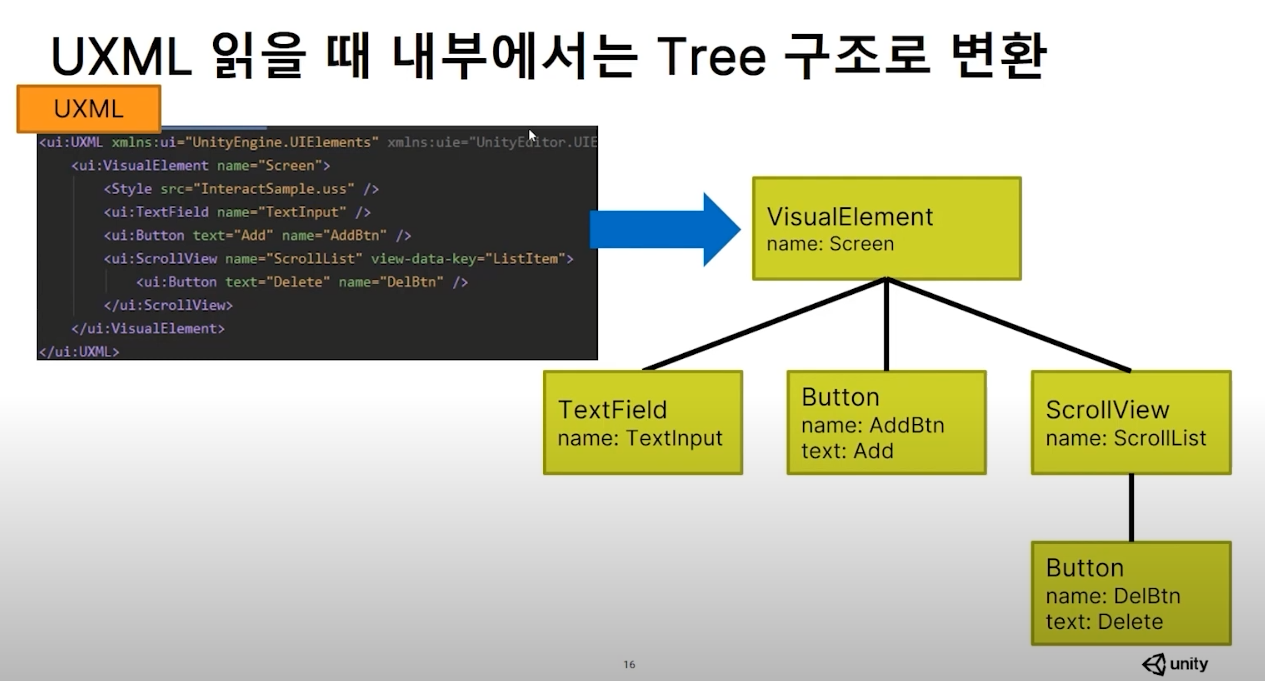 UXML 읽을 때 내부에서는 Tree 구조로 변환
UXML
<ui:UXML xmlns:ui="UnityEngine.UIElements" xmlns:uie="UnityEditor.UIE
<ui:VisualElement name="Screen">
<Style src="InteractSample.uss" />
<ui:TextField name="TextInput" />
<ui:Button text="Add" name="AddBtn" />
<ui:ScrollView name="ScrollList" view-data-key="ListItem">
<ui:Button text="Delete" name="DelBtn" />
</ui:ScrollView>
</ui:VisualElement>
</ui:UXML>
VisualElement
name: Screen
TextField
name: TextInput
Button
name: AddBtn
text: Add
ScrollView
name: ScrollList
Button
name: DelBtn
text: Delete
16
unity